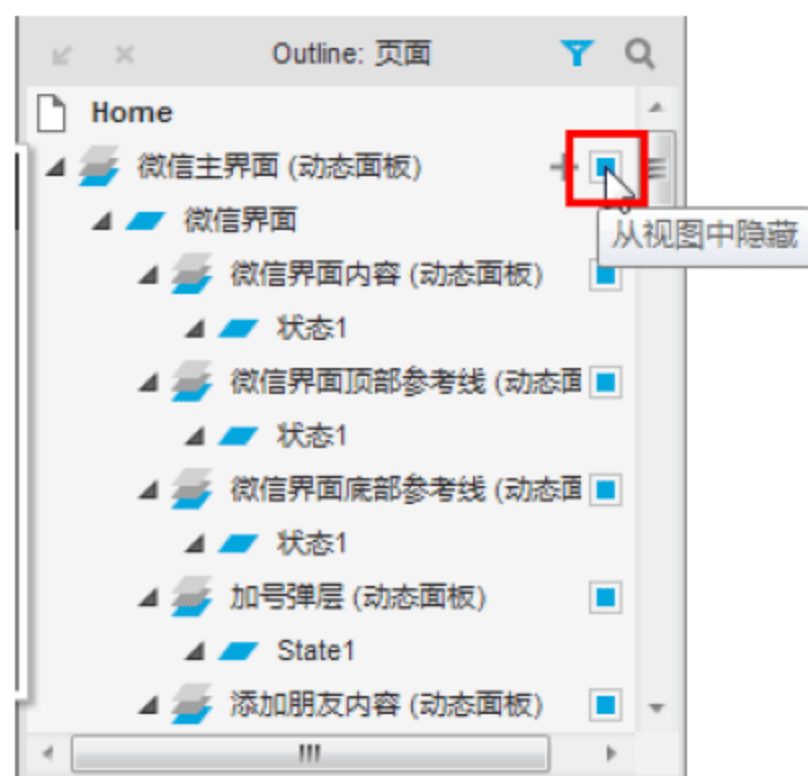 Outline: 页面
Home
微信主界面 (动态面板)
从视图中隐藏
微信界面
微信界面内容 (动态面板)
状态1
微信界面顶部参考线 (动态面
状态1
微信界面底部参考线 (动态面
状态1
加号弹层 (动态面板)
State1
添加朋友内容 (动态面板)